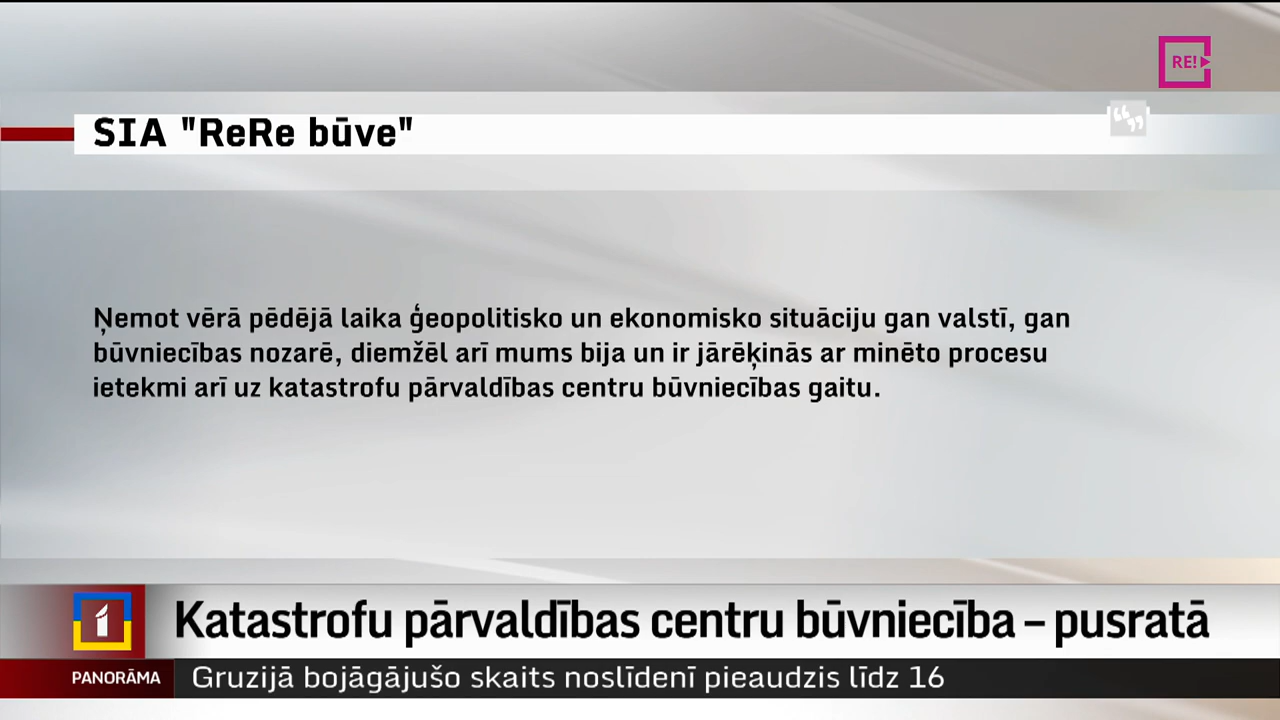 RE!
SIA "ReRe būve"
Ņemot vērā pēdējā laika ģeopolitisko un ekonomisko situāciju gan valstī, gan
būvniecības nozarē, diemžēl arī mums bija un ir jārēķinās ar minēto procesu
ietekmi arī uz katastrofu pārvaldības centru būvniecības gaitu.
1
Katastrofu pārvaldības centru būvniecība – pusratā
PANORĀMA
Gruzijā bojāgājušo skaits noslīdenī pieaudzis līdz 16